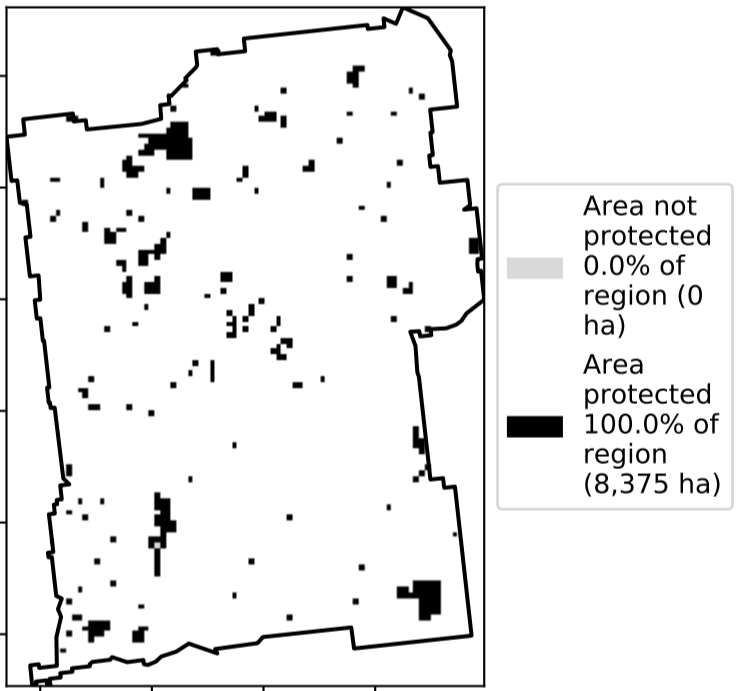 Area not
protected
0.0% of
region (0
ha)
Area
protected
100.0% of
region
(8,375 ha)